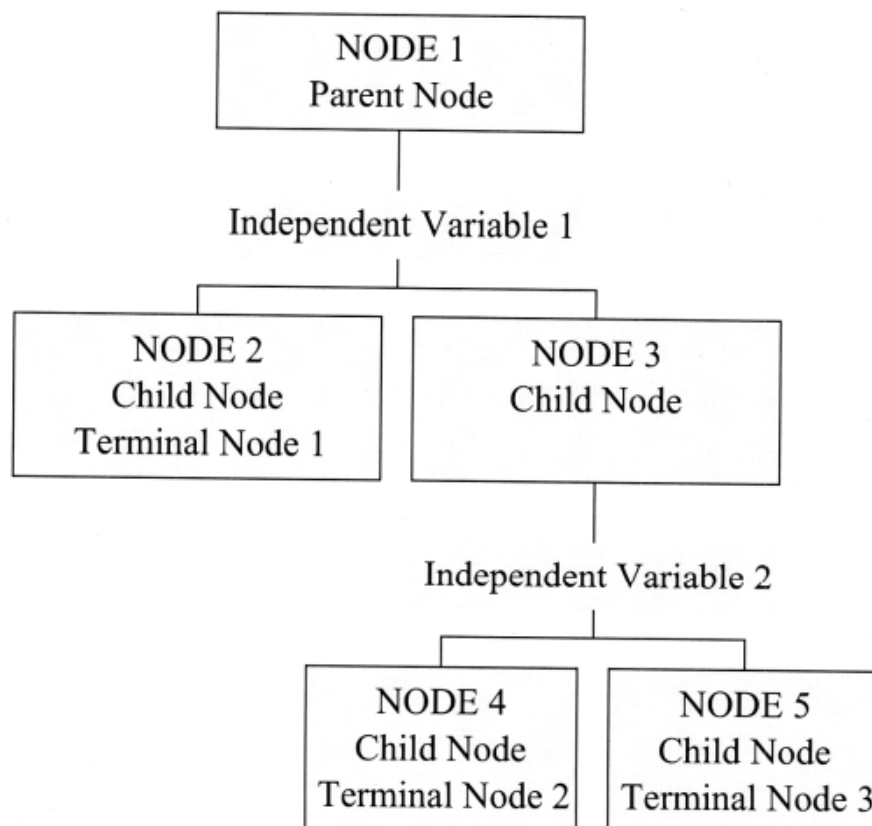 NODE 1
Parent Node
Independent Variable 1
NODE 2
Child Node
Terminal Node 1
NODE 3
Child Node
Independent Variable 2
NODE 4
Child Node
Terminal Node 2
NODE 5
Child Node
Terminal Node 3